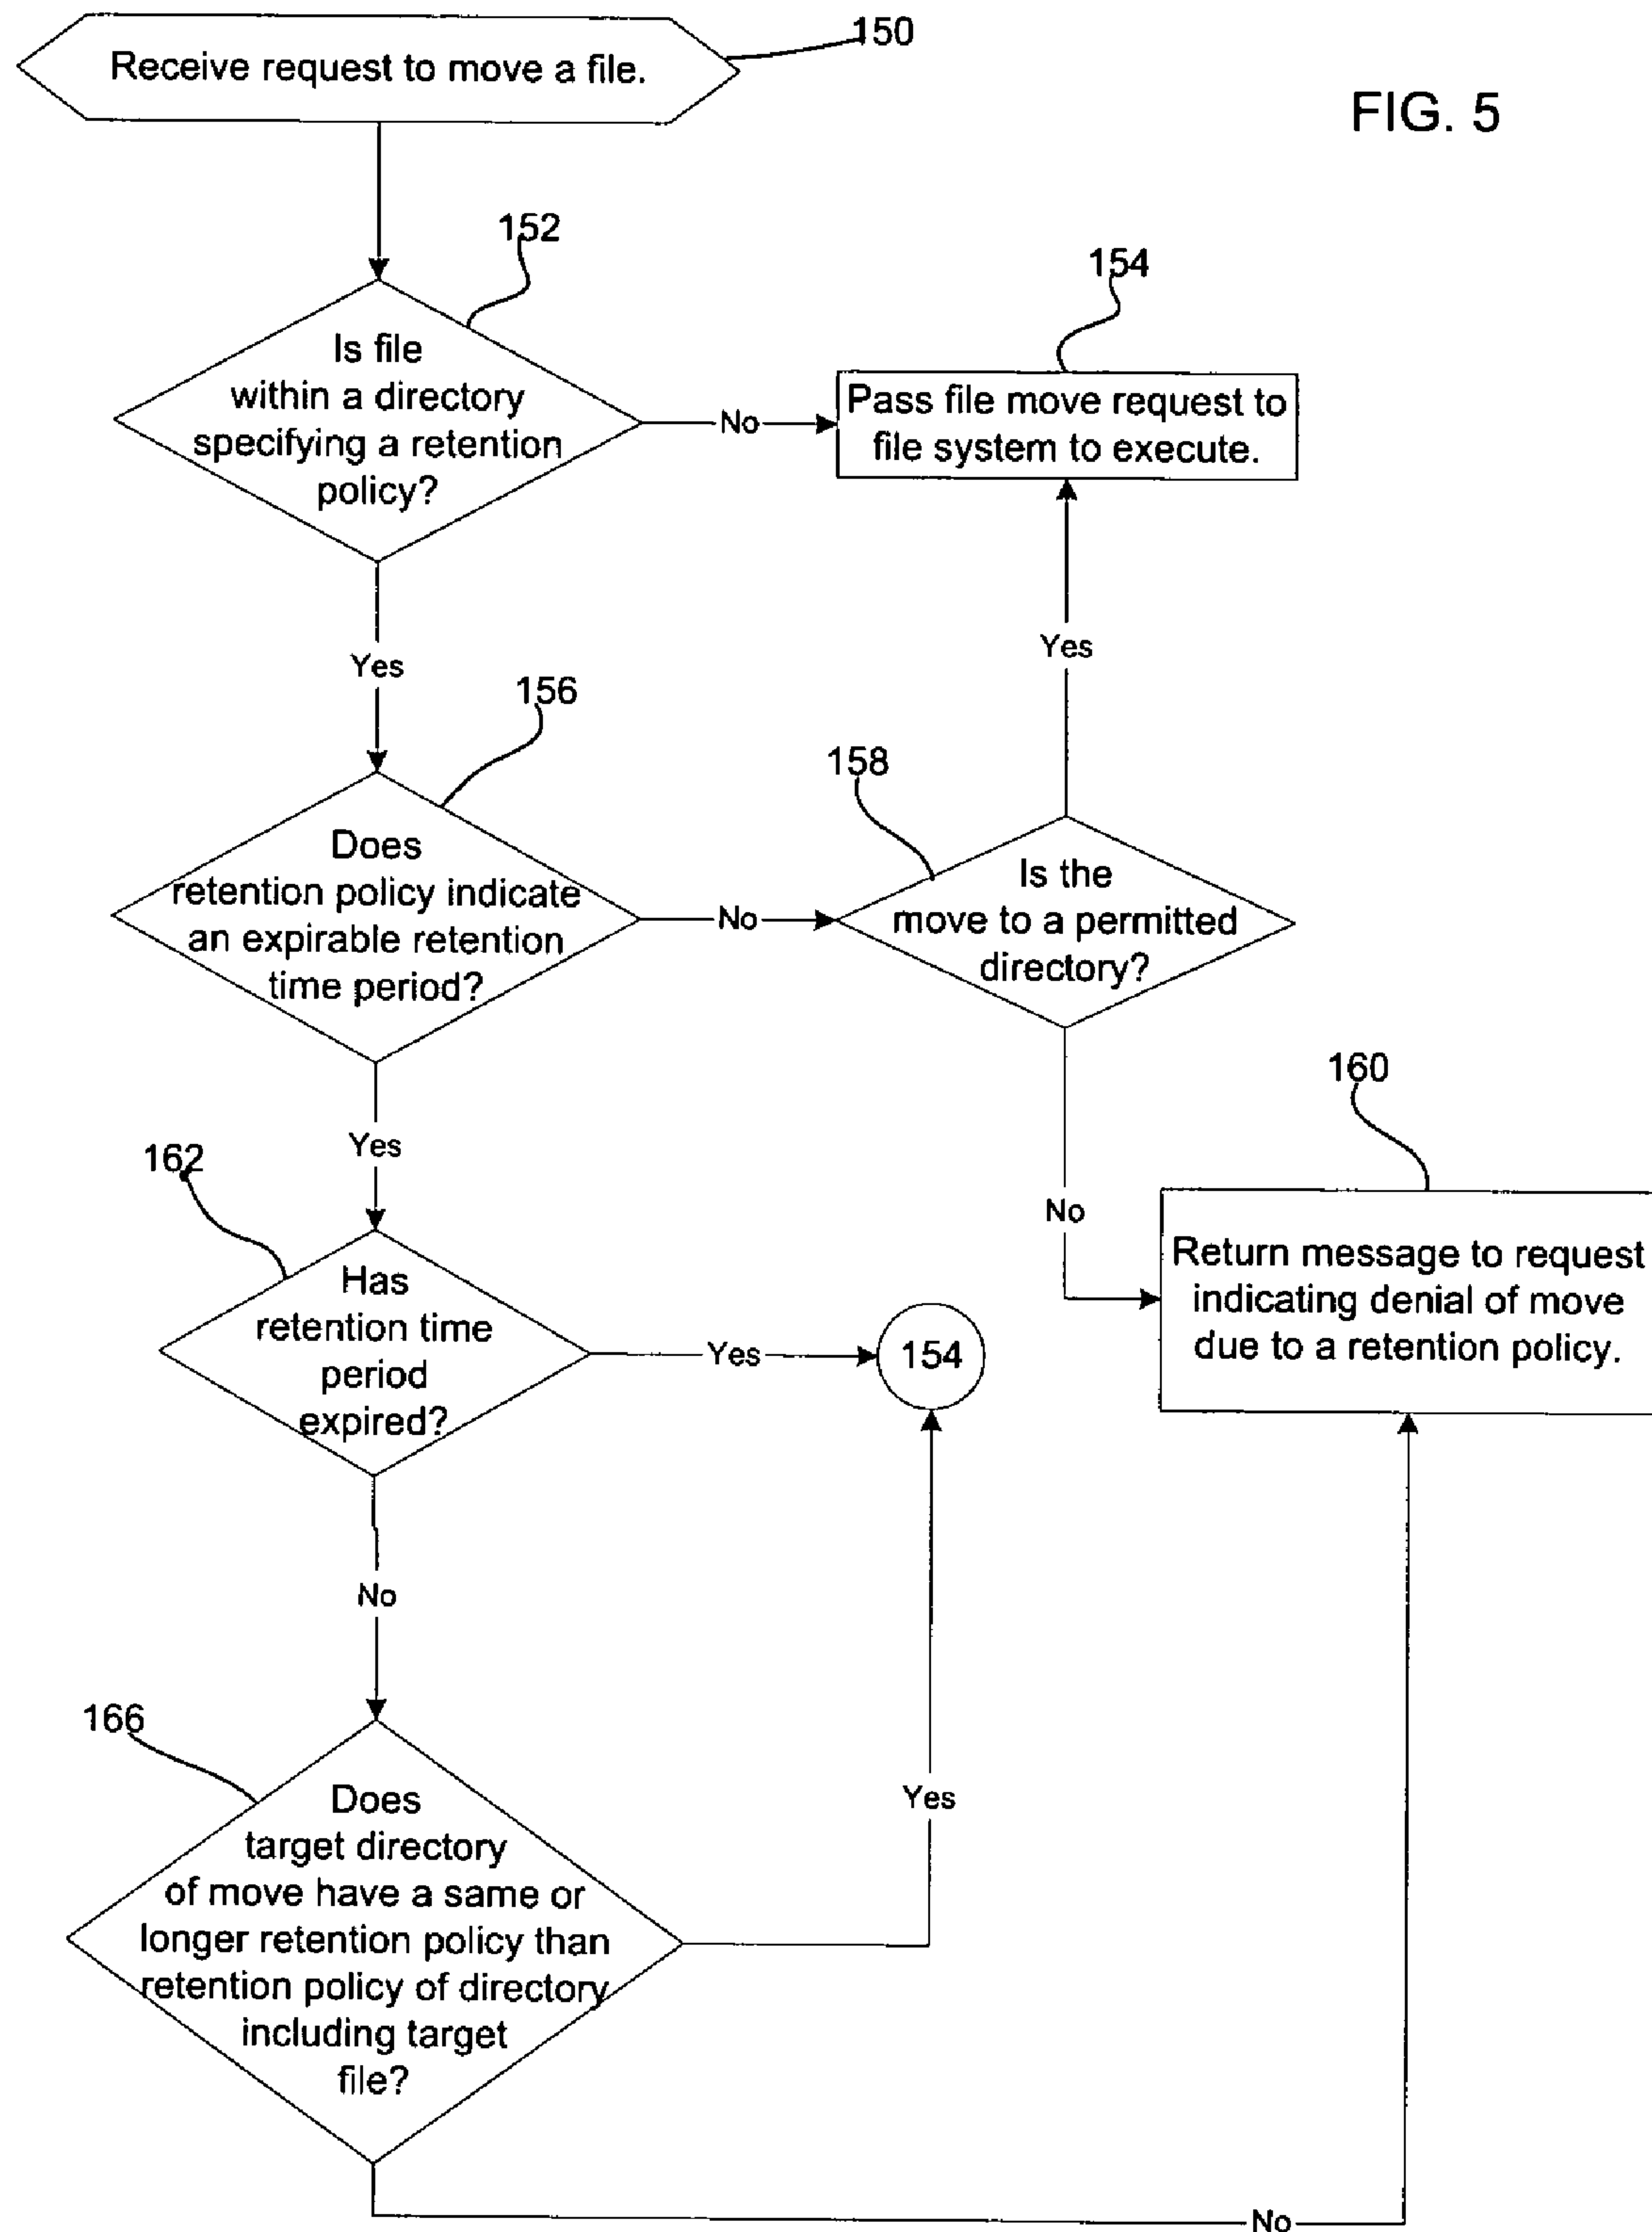 150
Receive request to move a file.
FIG. 5
152
154
Is file
within a directory
specifying a retention
policy?
No
Pass file move request to
file system to execute.
Yes
Yes
156
158
Does
retention policy indicate
an expirable retention
time period?
No
Is the
move to a permitted
directory?
160
Yes
162
No
Return message to request
indicating denial of move
due to a retention policy.
Has
retention time
period
expired?
Yes
154
No
166
Does
target directory
of move have a same or
longer retention policy than
retention policy of directory
including target
file?
Yes
No